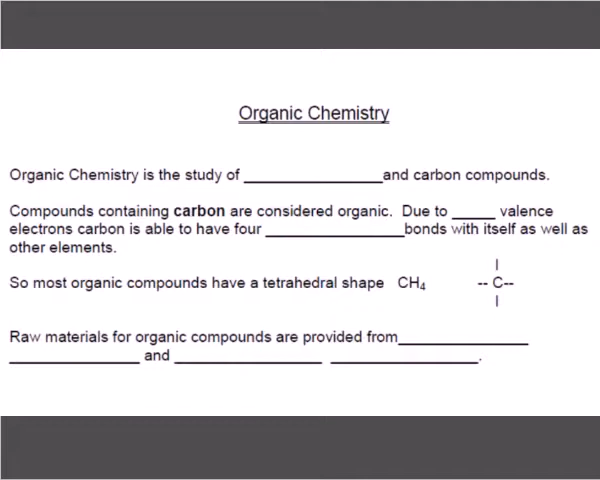 Organic Chemistry
Organic Chemistry is the study of ________________and carbon compounds.
Compounds containing carbon are considered organic. Due to _____ valence
electrons carbon is able to have four ________________bonds with itself as well as
other elements.
|
So most organic compounds have a tetrahedral shape CH₄ -- C--
|
Raw materials for organic compounds are provided from_______________
_______________ and _________________ _________________.